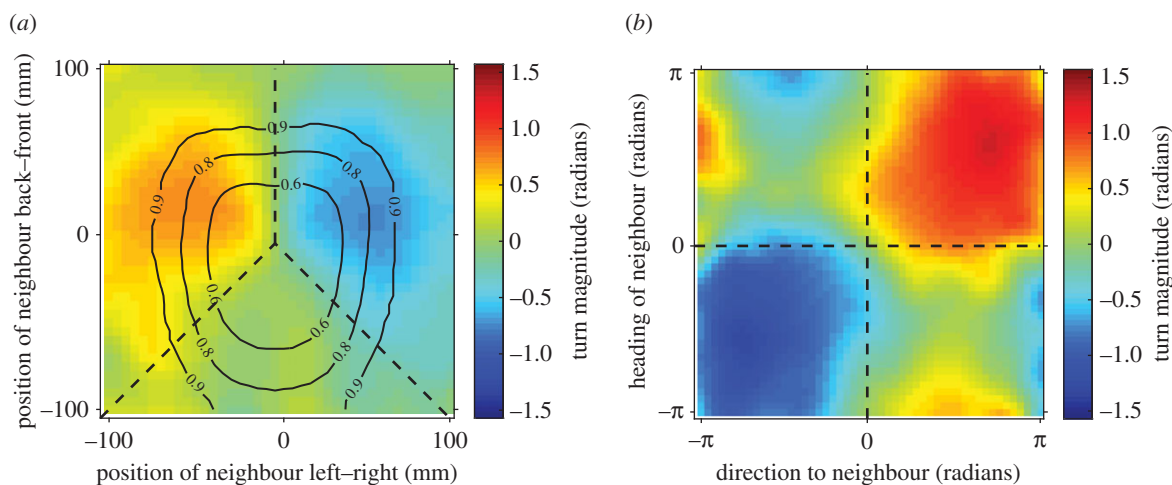 (a)
100
0
–100
–100
0
100
position of neighbour back–front (mm)
position of neighbour left–right (mm)
0.9
0.8
0.6
0.9
0.8
0.9
0.6
0.6
0.8
0.8
0.9
0.9
1.5
1.0
0.5
0
–0.5
–1.0
–1.5
turn magnitude (radians)
(b)
π
0
–π
–π
0
π
heading of neighbour (radians)
direction to neighbour (radians)
1.5
1.0
0.5
0
–0.5
–1.0
–1.5
turn magnitude (radians)